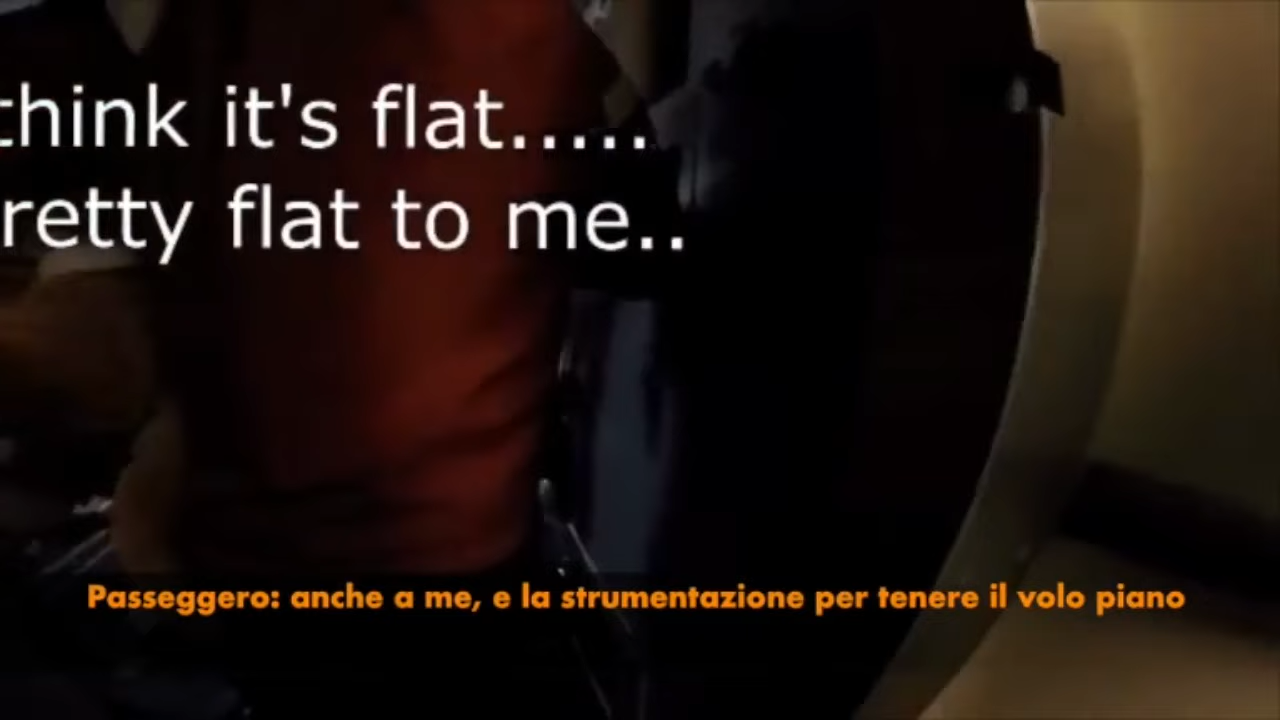 think it's flat.....
retty flat to me..
Passeggero: anche a me, e la strumentazione per tenere il volo piano